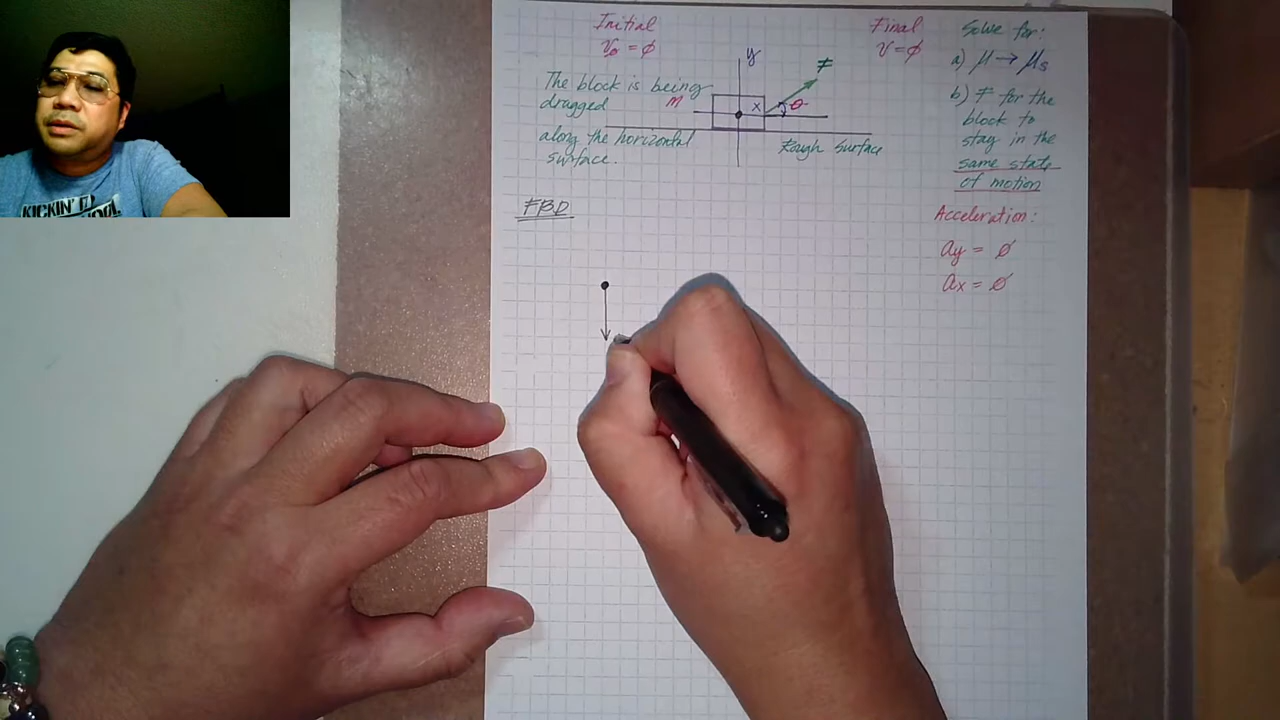 Initial
v₀ = ϕ
The block is being
dragged
along the horizontal
surface.
M
y
x
F
θ
Rough Surface
Final
v = ϕ
Solve for:
a) μ → μs
b) F for the
block to
stay in the
same state
of motion
Acceleration:
ay = ϕ
ax = ϕ
FBD
KICKIN' IT